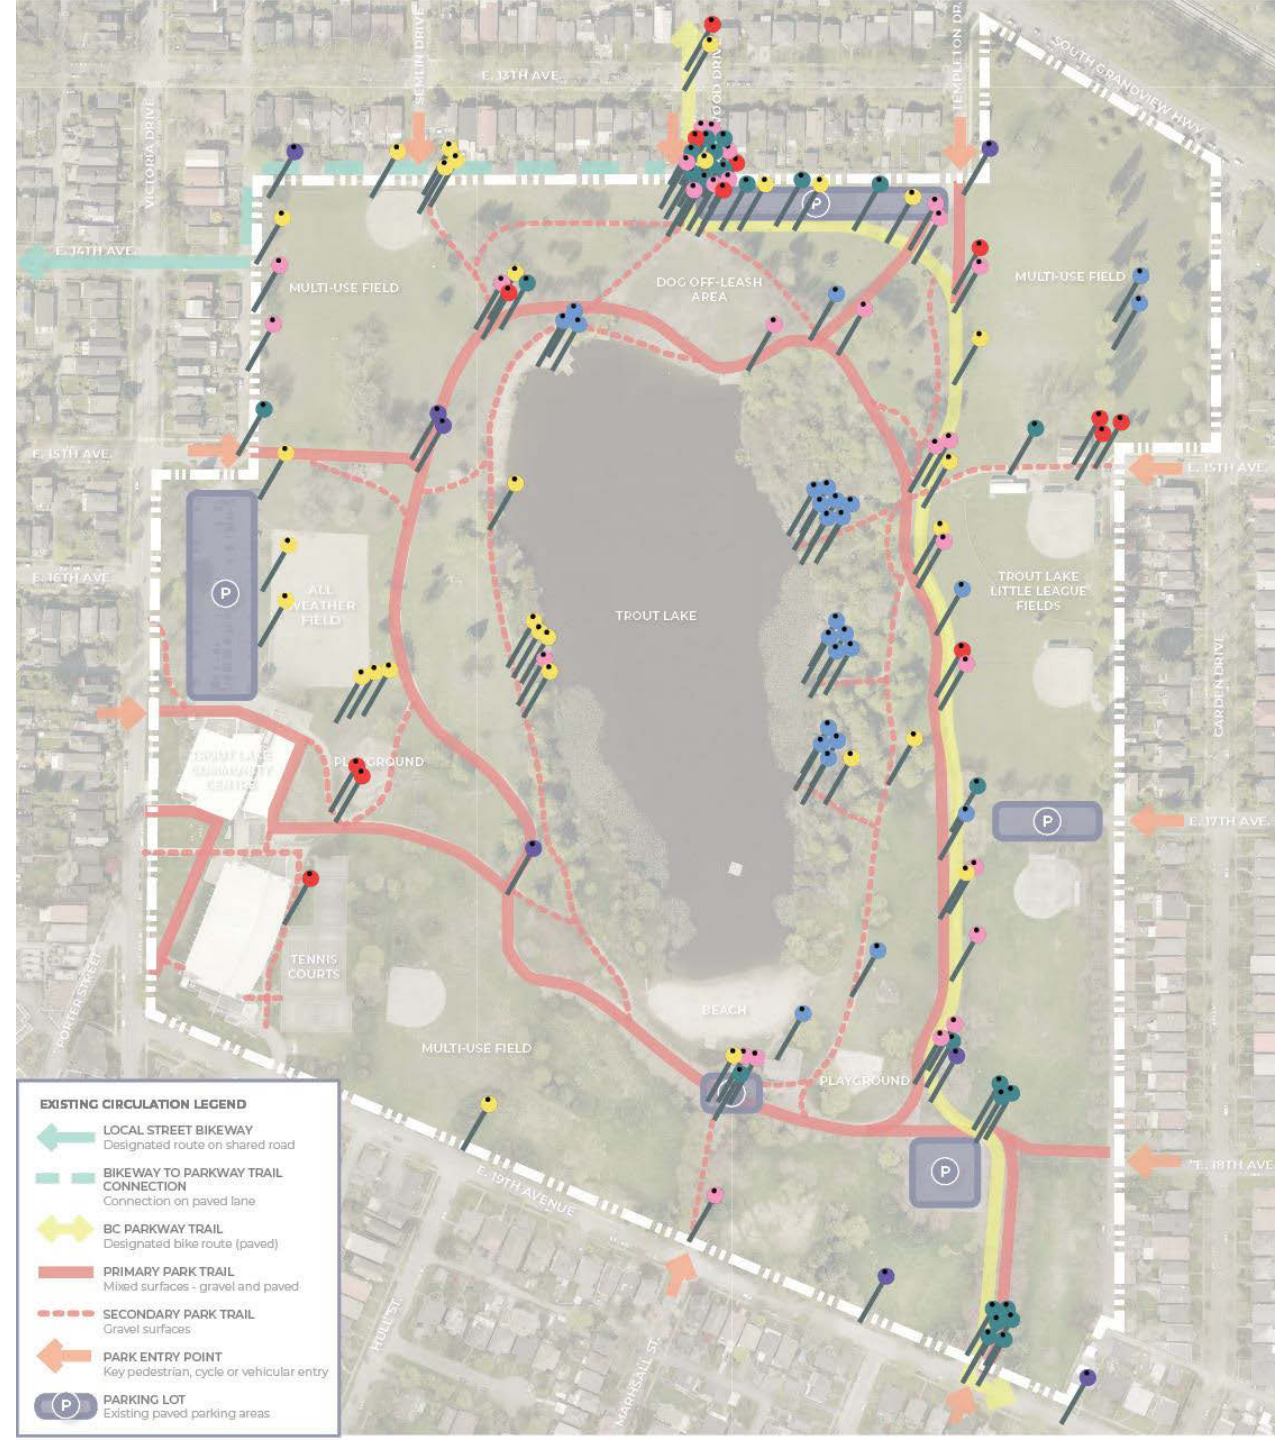 SEMLIN DRIVE
TEMPLETON DR.
SOUTH GRANDVIEW HWY
E. 13TH AVE.
VICTORIA DRIVE
P
E. 14TH AVE.
MULTI-USE FIELD
DOG OFF-LEASH
AREA
MULTI-USE FIELD
E. 15TH AVE.
E. 15TH AVE.
E. 16TH AVE.
P
ALL
WEATHER
FIELD
TROUT LAKE
TROUT LAKE
LITTLE LEAGUE
FIELDS
GARDEN DRIVE
TROUT LAKE
COMMUNITY
CENTRE
P
E. 17TH AVE.
TENNIS
COURTS
PORTER STREET
BEACH
MULTI-USE FIELD
PLAYGROUND
P
E. 18TH AVE
E. 19TH AVENUE
HULL ST.
EXISTING CIRCULATION LEGEND
LOCAL STREET BIKEWAY
Designated route on shared road
BIKEWAY TO PARKWAY TRAIL
CONNECTION
Connection on paved lane
BC PARKWAY TRAIL
Designated bike route (paved)
PRIMARY PARK TRAIL
Mixed surfaces - gravel and paved
SECONDARY PARK TRAIL
Gravel surfaces
PARK ENTRY POINT
Key pedestrian, cycle or vehicular entry
P
PARKING LOT
Existing paved parking areas